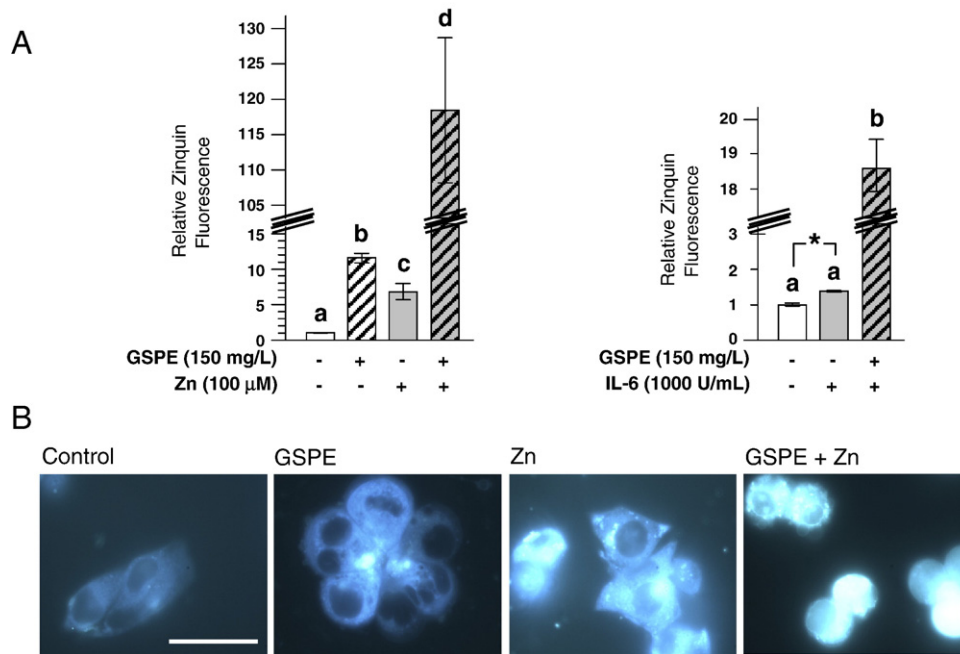 A
Relative Zinquin
Fluorescence
130
125
120
115
110
105
15
10
5
0
a
b
c
d
GSPE (150 mg/L) - + - +
Zn (100 μM) - - + +
Relative Zinquin
Fluorescence
20
19
18
3
2
1
0
a
*
a
b
GSPE (150 mg/L) - - +
IL-6 (1000 U/mL) - + +
B
Control
GSPE
Zn
GSPE + Zn